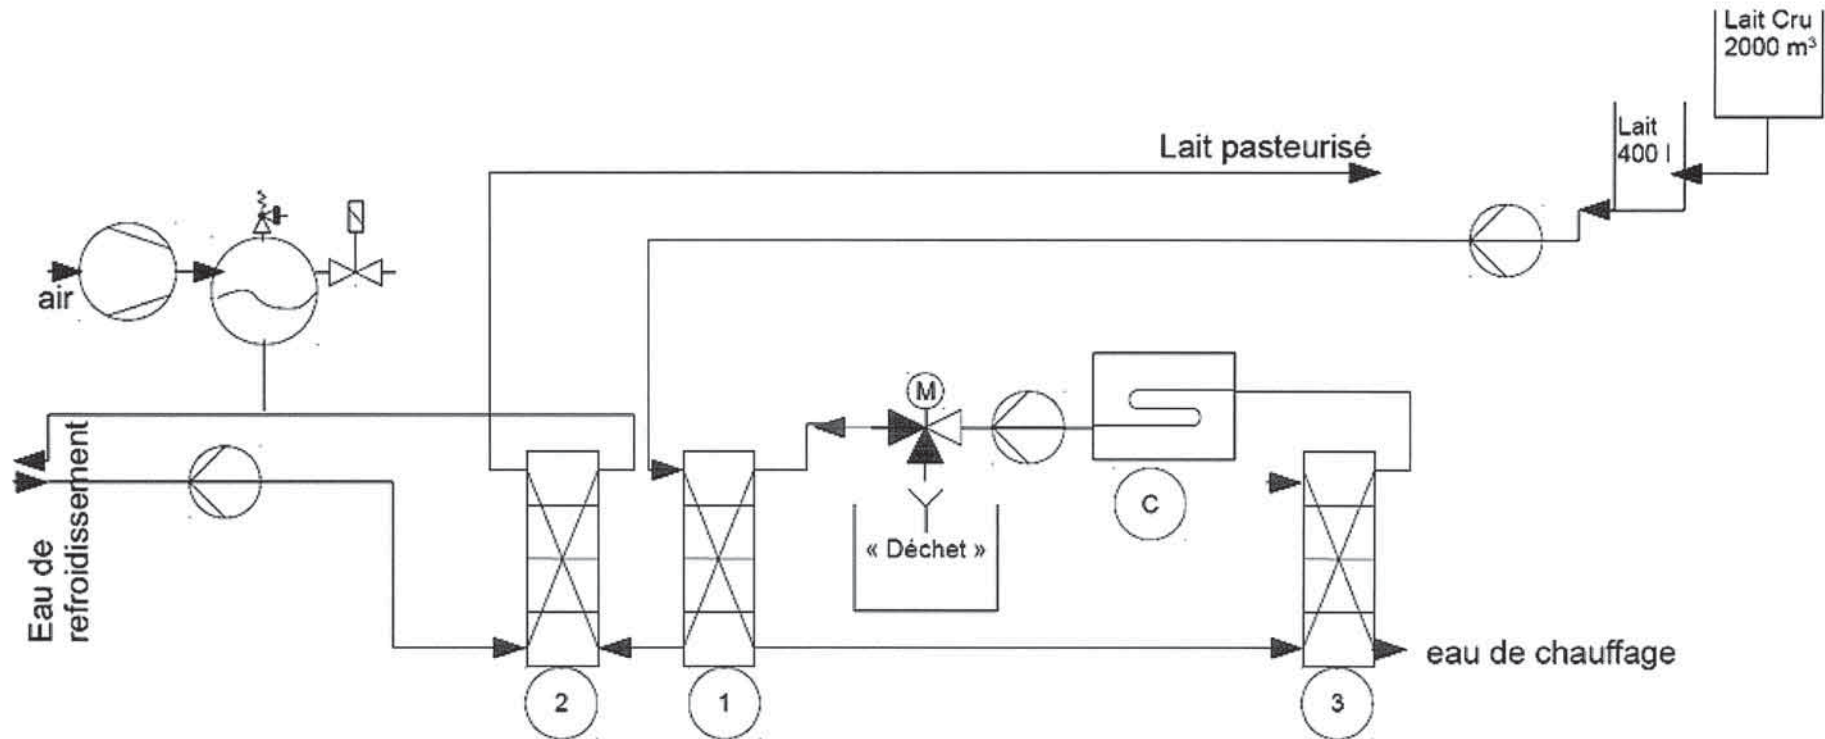 Lait Cru
2000 m³
Lait
400 l
Lait pasteurisé
air
M
C
« Déchet »
Eau de
refroidissement
eau de chauffage
2
1
3